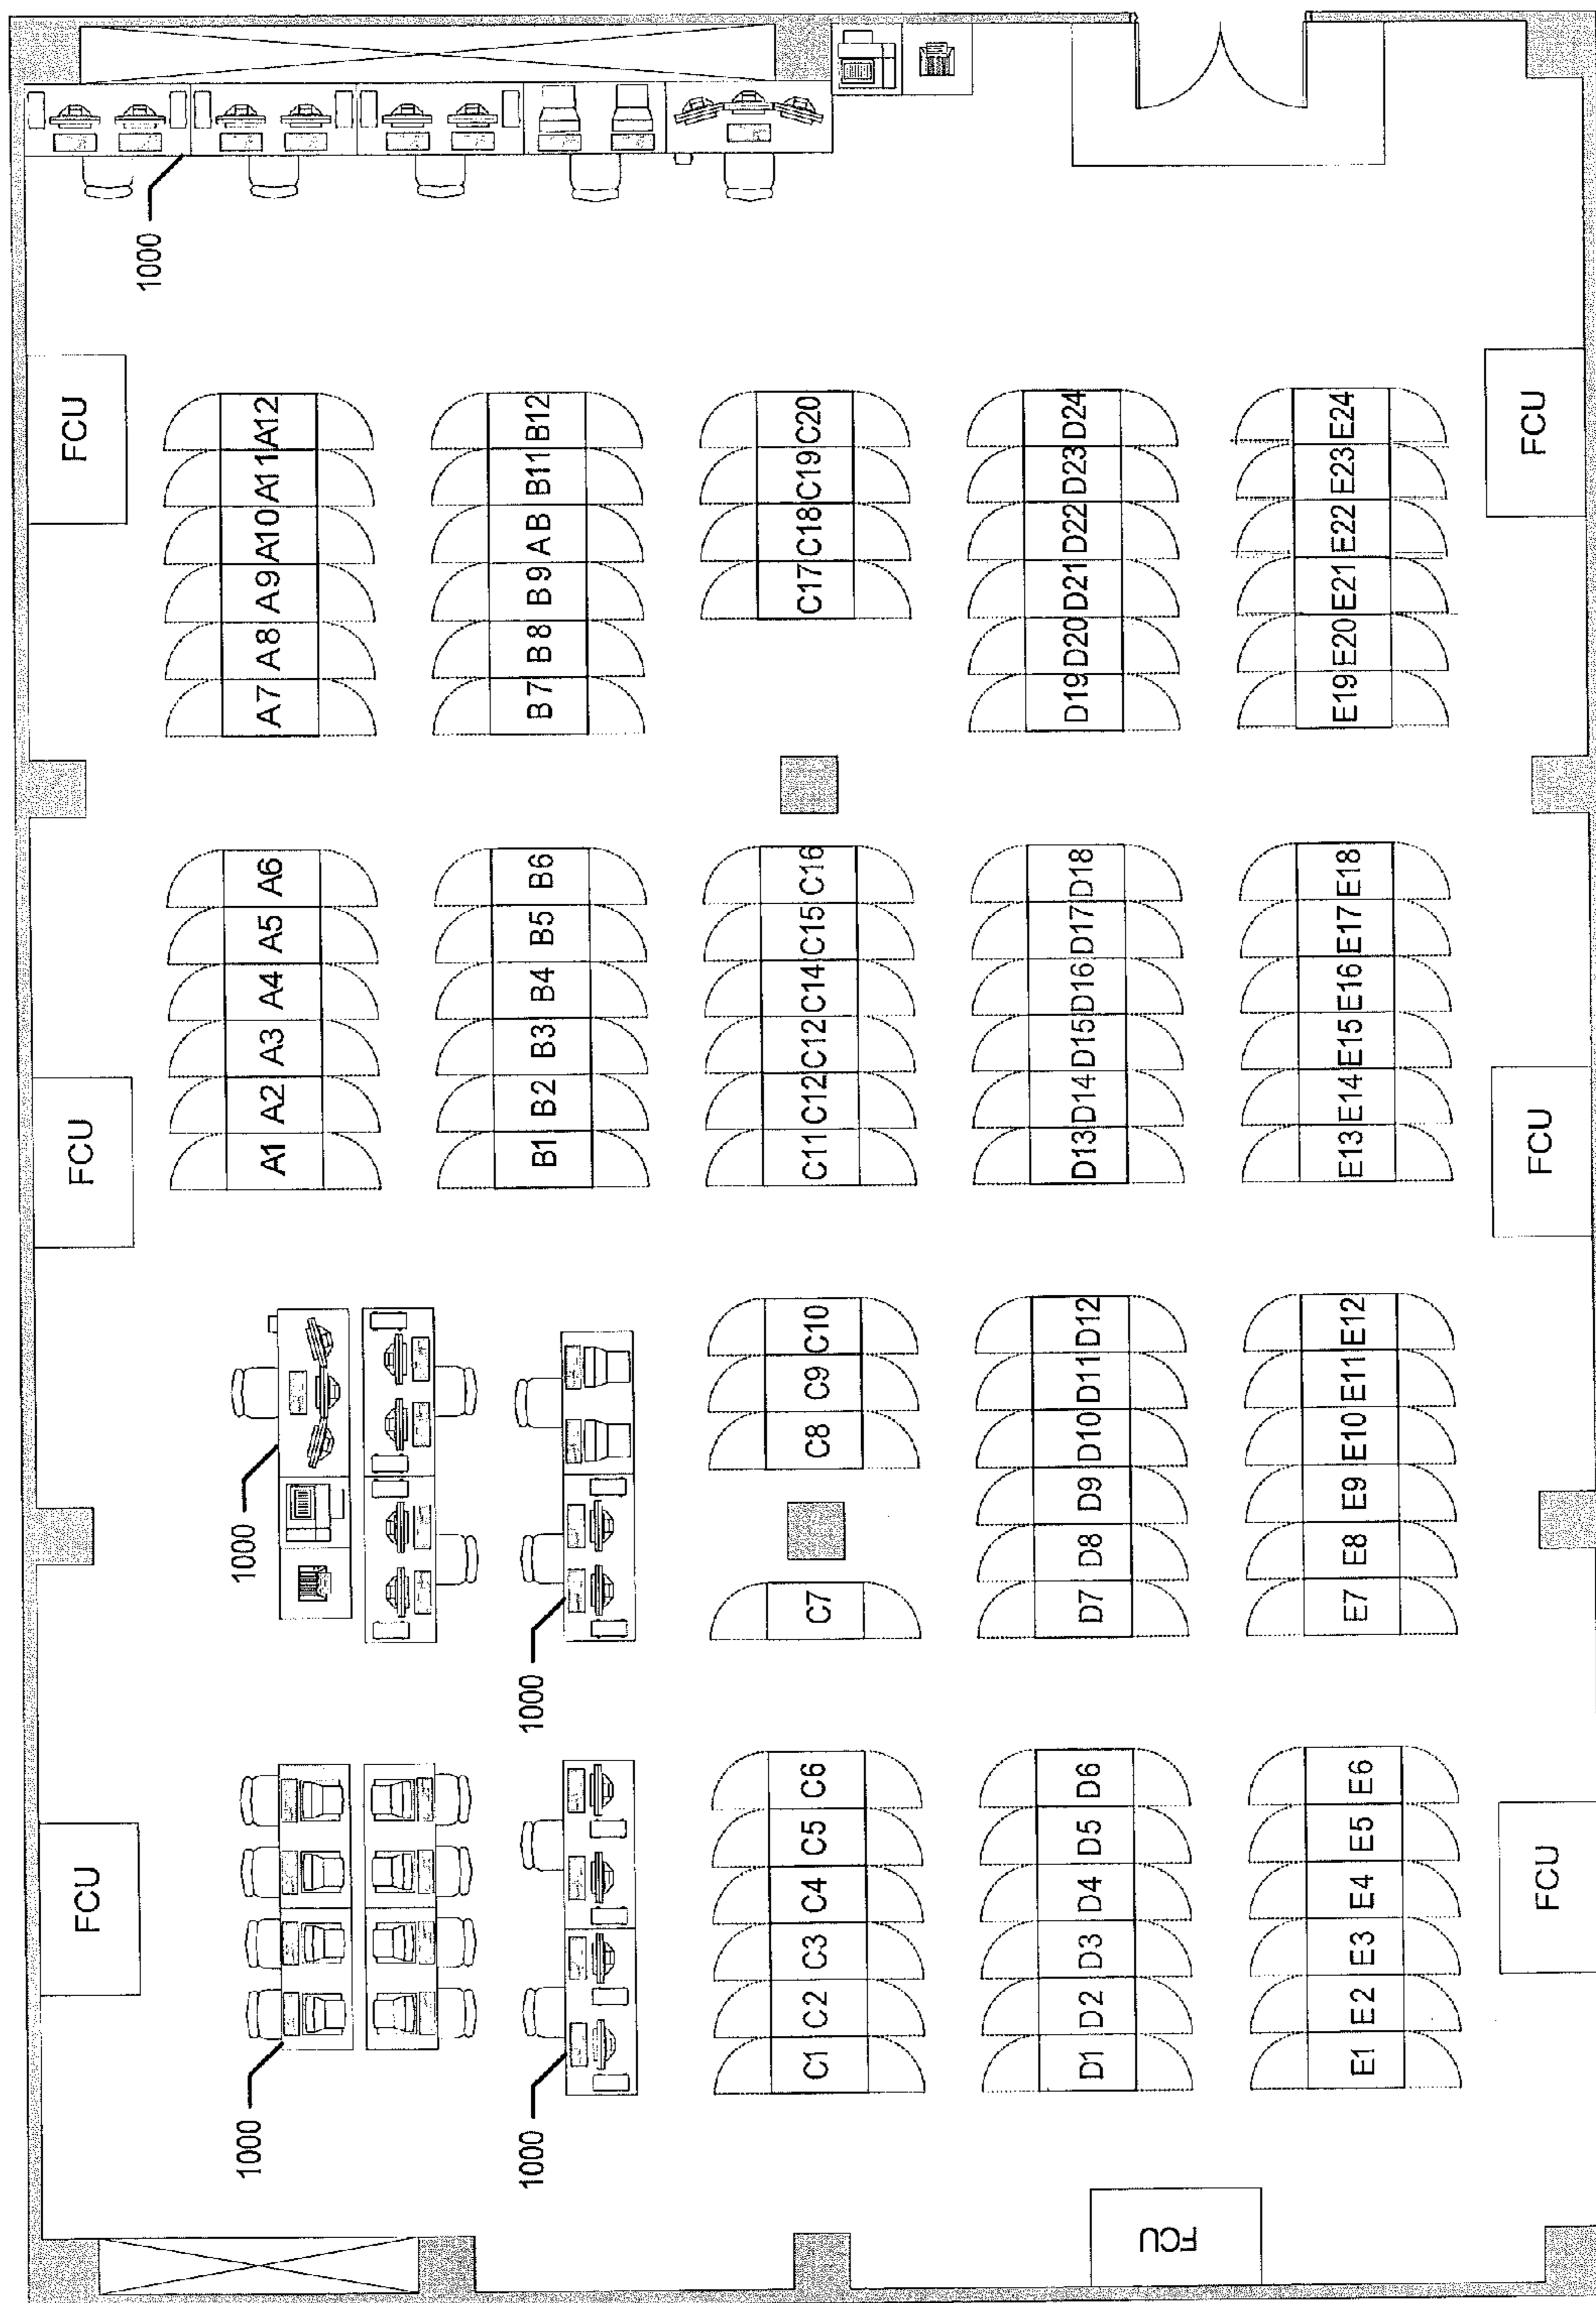 FCU FCU FCU
1000
1000 1000
A1 A2 A3 A4 A5 A6 A7 A8 A9 A10 A11 A12
1000 1000
B1 B2 B3 B4 B5 B6 B7 B8 B9 AB B11 B12
C1 C2 C3 C4 C5 C6 C7 C8 C9 C10 C11 C12 C12 C14 C15 C16 C17 C18 C19 C20
D1 D2 D3 D4 D5 D6 D7 D8 D9 D10 D11 D12 D13 D14 D15 D16 D17 D18 D19 D20 D21 D22 D23 D24
FCU
E1 E2 E3 E4 E5 E6 E7 E8 E9 E10 E11 E12 E13 E14 E15 E16 E17 E18 E19 E20 E21 E22 E23 E24
FCU FCU FCU